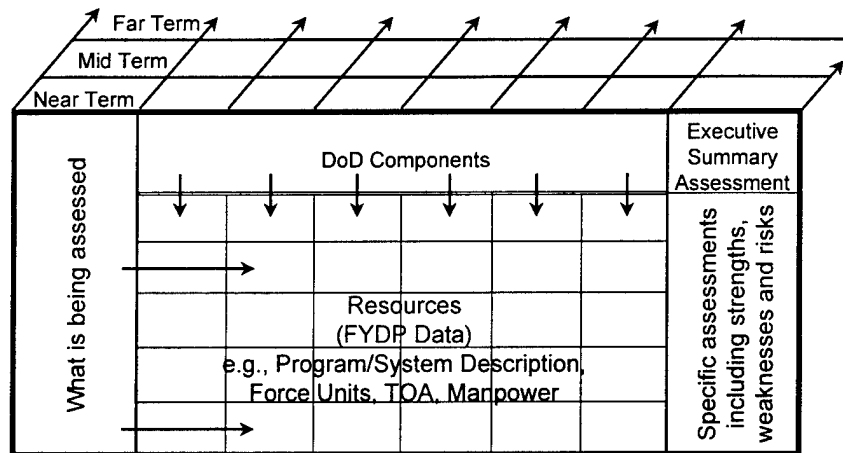 Far Term
Mid Term
Near Term
What is being assessed
DoD Components
Executive
Summary
Assessment
Resources
(FYDP Data)
e.g., Program/System Description,
Force Units, TOA, Manpower
Specific assessments
including strengths,
weaknesses and risks